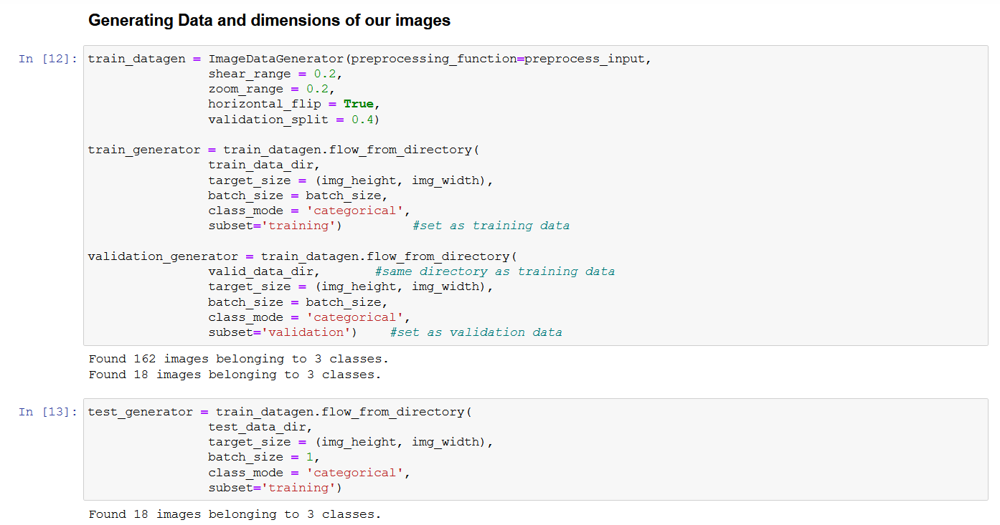 Generating Data and dimensions of our images
In [12]: train_datagen = ImageDataGenerator(preprocessing_function=preprocess_input,
shear_range = 0.2,
zoom_range = 0.2,
horizontal_flip = True,
validation_split = 0.4)
train_generator = train_datagen.flow_from_directory(
train_data_dir,
target_size = (img_height, img_width),
batch_size = batch_size,
class_mode = 'categorical',
subset='training') #set as training data
validation_generator = train_datagen.flow_from_directory(
valid_data_dir, #same directory as training data
target_size = (img_height, img_width),
batch_size = batch_size,
class_mode = 'categorical',
subset='validation') #set as validation data
Found 162 images belonging to 3 classes.
Found 18 images belonging to 3 classes.
In [13]: test_generator = train_datagen.flow_from_directory(
test_data_dir,
target_size = (img_height, img_width),
batch_size = 1,
class_mode = 'categorical',
subset='training')
Found 18 images belonging to 3 classes.